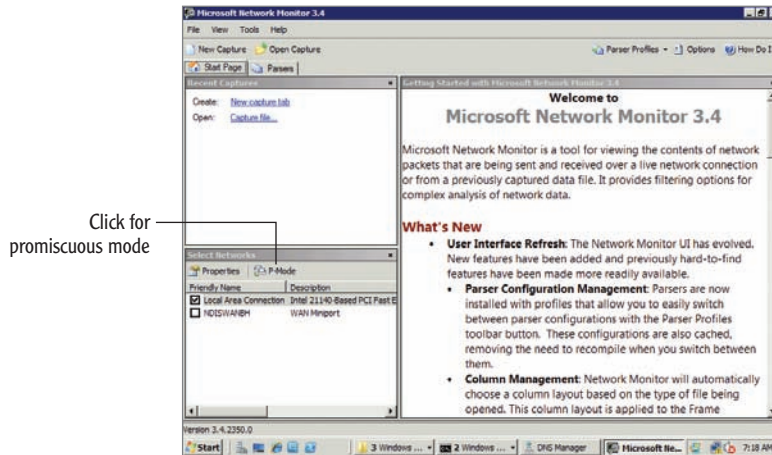 Microsoft Network Monitor 3.4
File View Tools Help
New Capture Open Capture
Parser Profiles Options How Do I
Start Page Parsers
Recent Captures
Create: New capture tab
Open: Capture file...
Click for
promiscuous mode
Select Networks
Properties P-Mode
Friendly Name Description
Local Area Connection Intel 21140-Based PCI Fast E
NDISWANBH WAN Miniport
Getting Started with Microsoft Network Monitor 3.4
Welcome to
Microsoft Network Monitor 3.4
Microsoft Network Monitor is a tool for viewing the contents of network
packets that are being sent and received over a live network connection
or from a previously captured data file. It provides filtering options for
complex analysis of network data.
What's New
• User Interface Refresh: The Network Monitor UI has evolved.
New features have been added and previously hard-to-find
features have been made more readily available.
• Parser Configuration Management: Parsers are now
installed with profiles that allow you to easily switch
between parser configurations with the Parser Profiles
toolbar button. These configurations are also cached,
removing the need to recompile when you switch between
them.
• Column Management: Network Monitor will automatically
choose a column layout based on the type of file being
opened. This column layout is applied to the Frame
Version 3.4.2350.0
Start 3 Windows ... 2 Windows ... DNS Manager Microsoft Ne... 7:18 AM